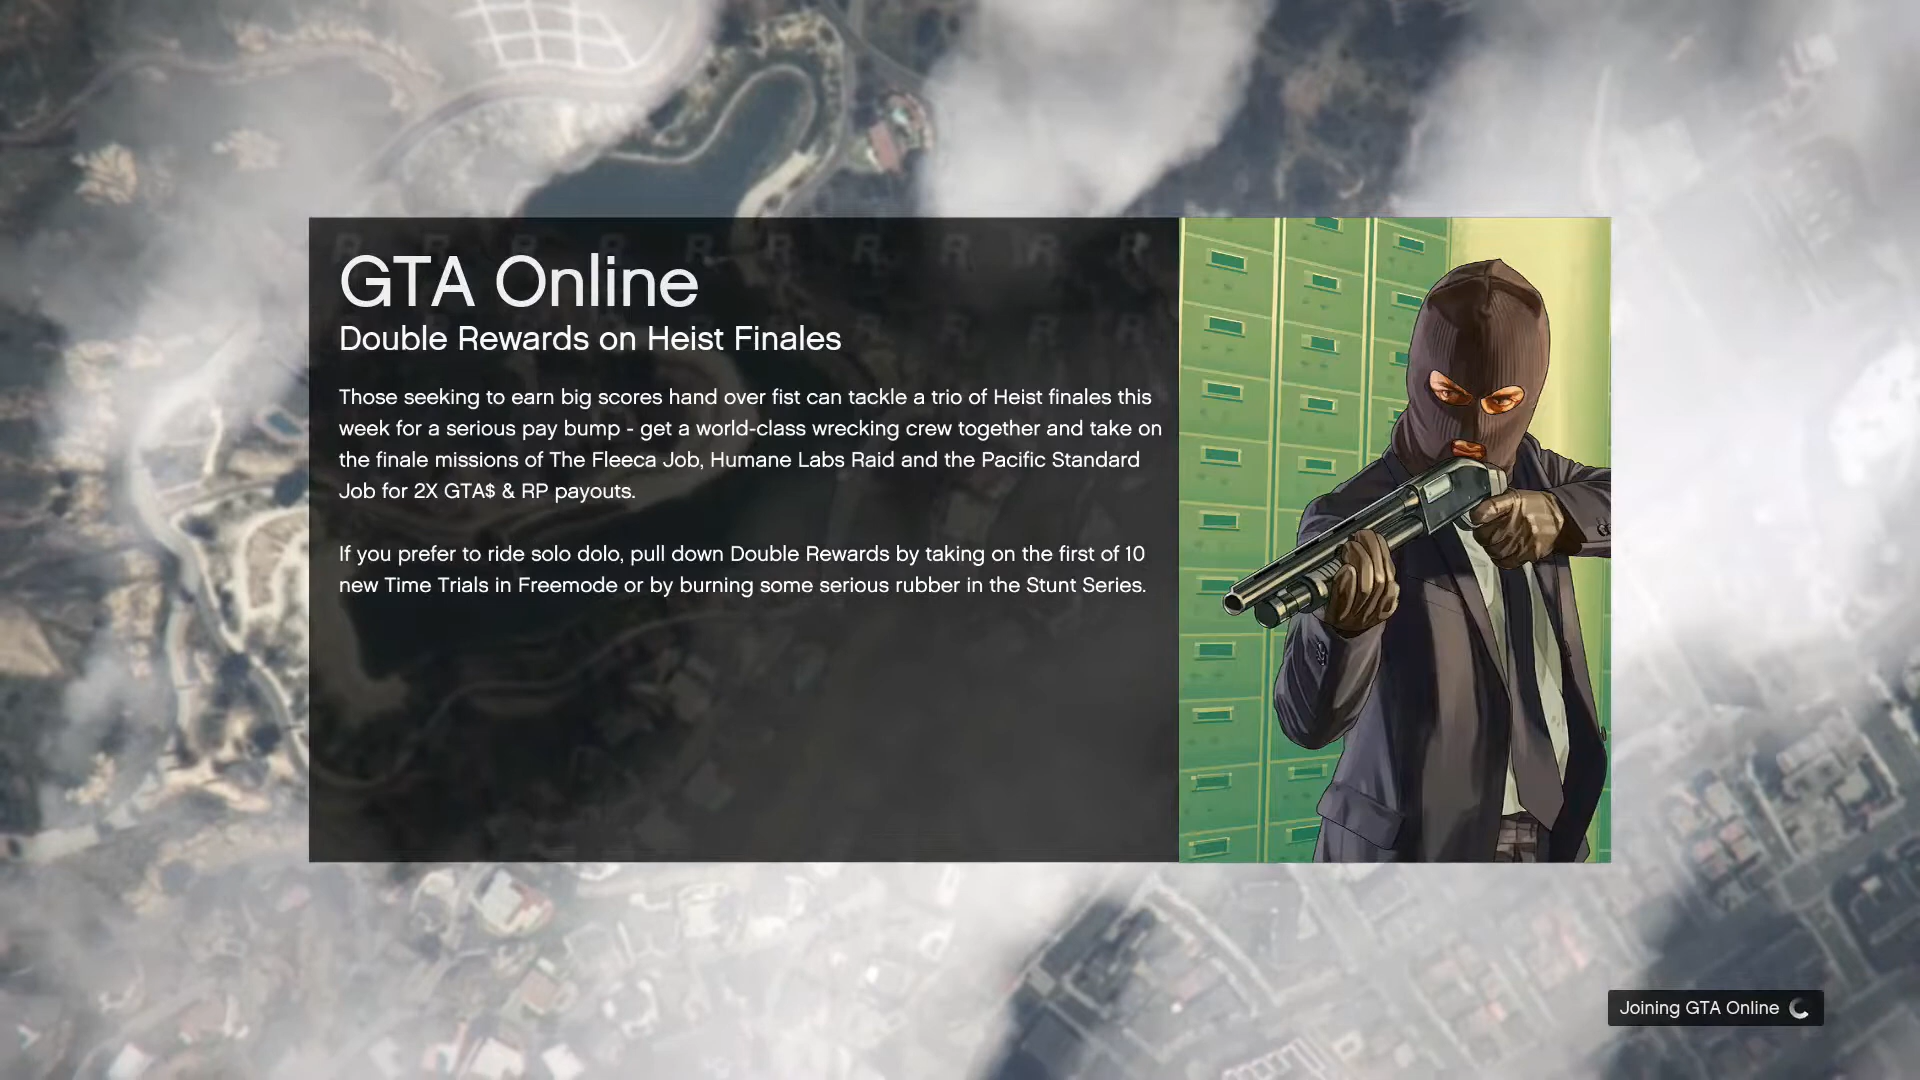 GTA Online
Double Rewards on Heist Finales
Those seeking to earn big scores hand over fist can tackle a trio of Heist finales this
week for a serious pay bump - get a world-class wrecking crew together and take on
the finale missions of The Fleeca Job, Humane Labs Raid and the Pacific Standard
Job for 2X GTA$ & RP payouts.
If you prefer to ride solo dolo, pull down Double Rewards by taking on the first of 10
new Time Trials in Freemode or by burning some serious rubber in the Stunt Series.
Joining GTA Online